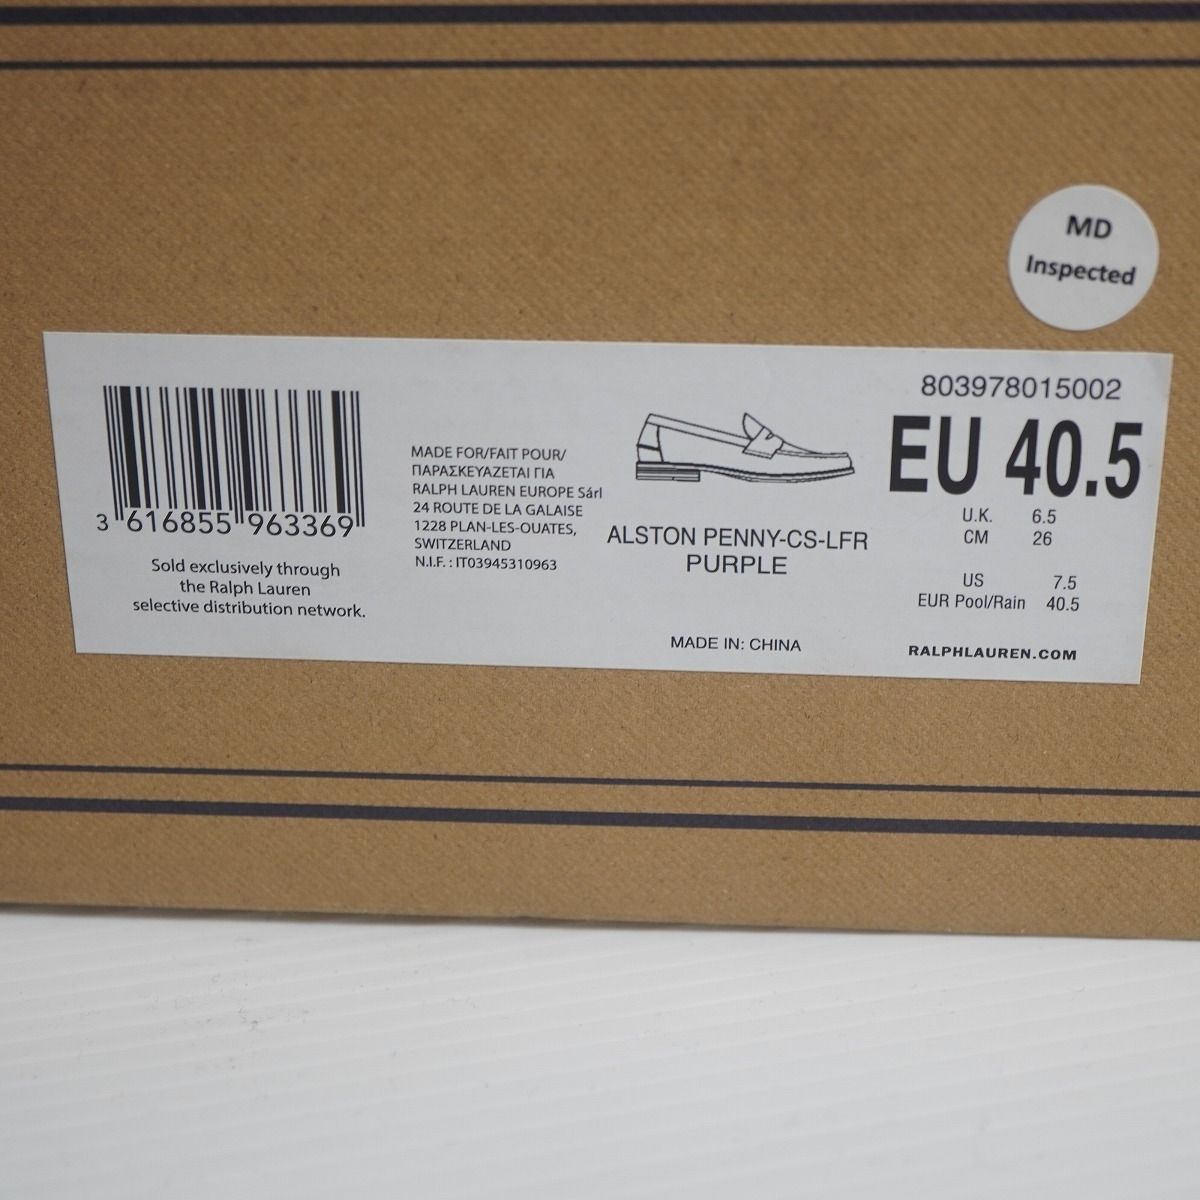 MD
Inspected
3 616855 963369
Sold exclusively through
the Ralph Lauren
selective distribution network.
MADE FOR/FAIT POUR/
ΠΑΡΑΣΚΕΥΑΖΕΤΑΙ ΓΙΑ
RALPH LAUREN EUROPE Sárl
24 ROUTE DE LA GALAISE
1228 PLAN-LES-OUATES,
SWITZERLAND
N.I.F. : IT03945310963
ALSTON PENNY-CS-LFR
PURPLE
MADE IN: CHINA
803978015002
EU 40.5
U.K. 6.5
CM 26
US 7.5
EUR Pool/Rain 40.5
RALPHLAUREN.COM